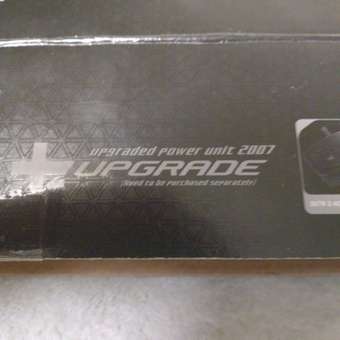 upgraded power unit 2007
UPGRADE
(Need to be purchased separately)